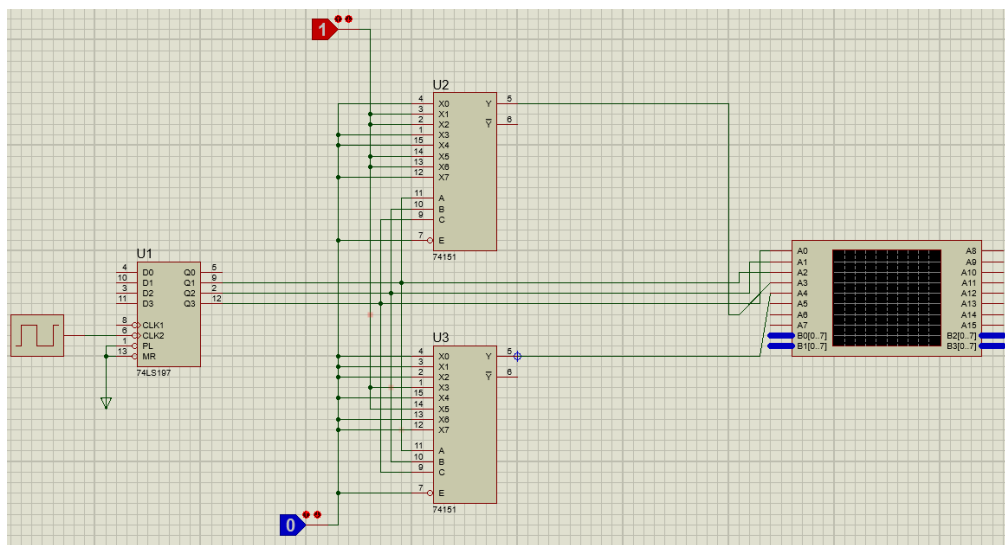 1
U2
4 X0 Y 5
3 X1
2 X2 Y 6
1 X3
15 X4
14 X5
13 X6
12 X7
11 A
10 B
9 C
7 E
74151
U1
4 D0 Q0 5
10 D1 Q1 9
3 D2 Q2 2
11 D3 Q3 12
8 CLK1
6 CLK2
1 PL
13 MR
74LS197
A0 A8
A1 A9
A2 A10
A3 A11
A4 A12
A5 A13
A6 A14
A7 A15
B0[0..7] B2[0..7]
B1[0..7] B3[0..7]
U3
4 X0 Y 5
3 X1
2 X2 Y 6
1 X3
15 X4
14 X5
13 X6
12 X7
11 A
10 B
9 C
7 E
74151
0